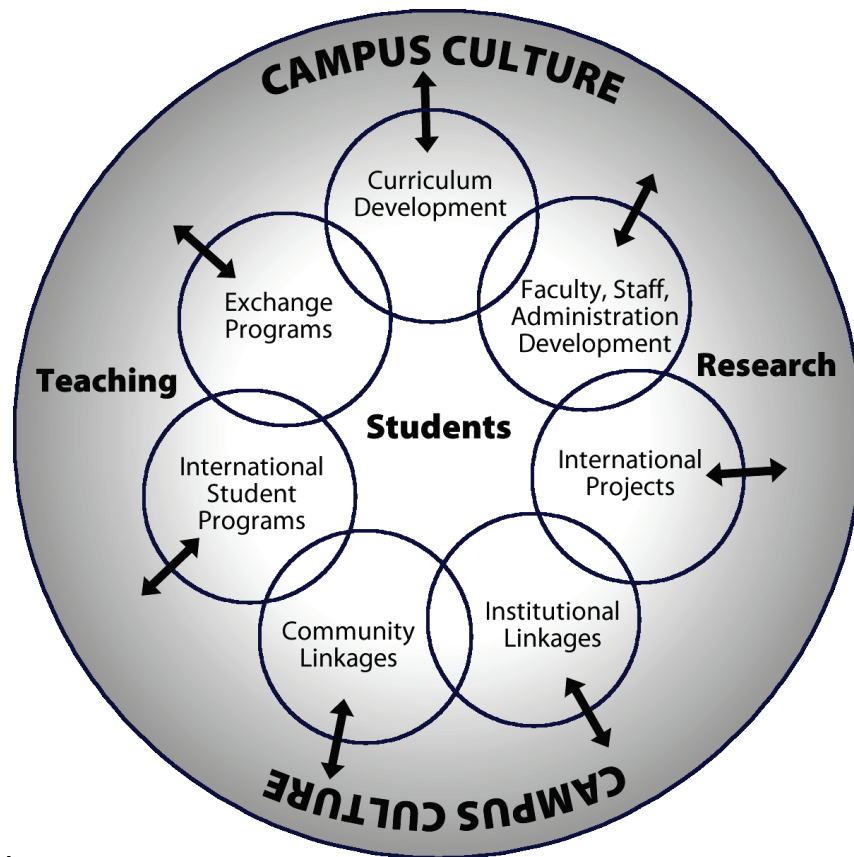 CAMPUS CULTURE
Curriculum
Development
Exchange
Programs
Faculty, Staff,
Administration
Development
Teaching
Research
Students
International
Student
Programs
International
Projects
Community
Linkages
Institutional
Linkages
CAMPUS CULTURE